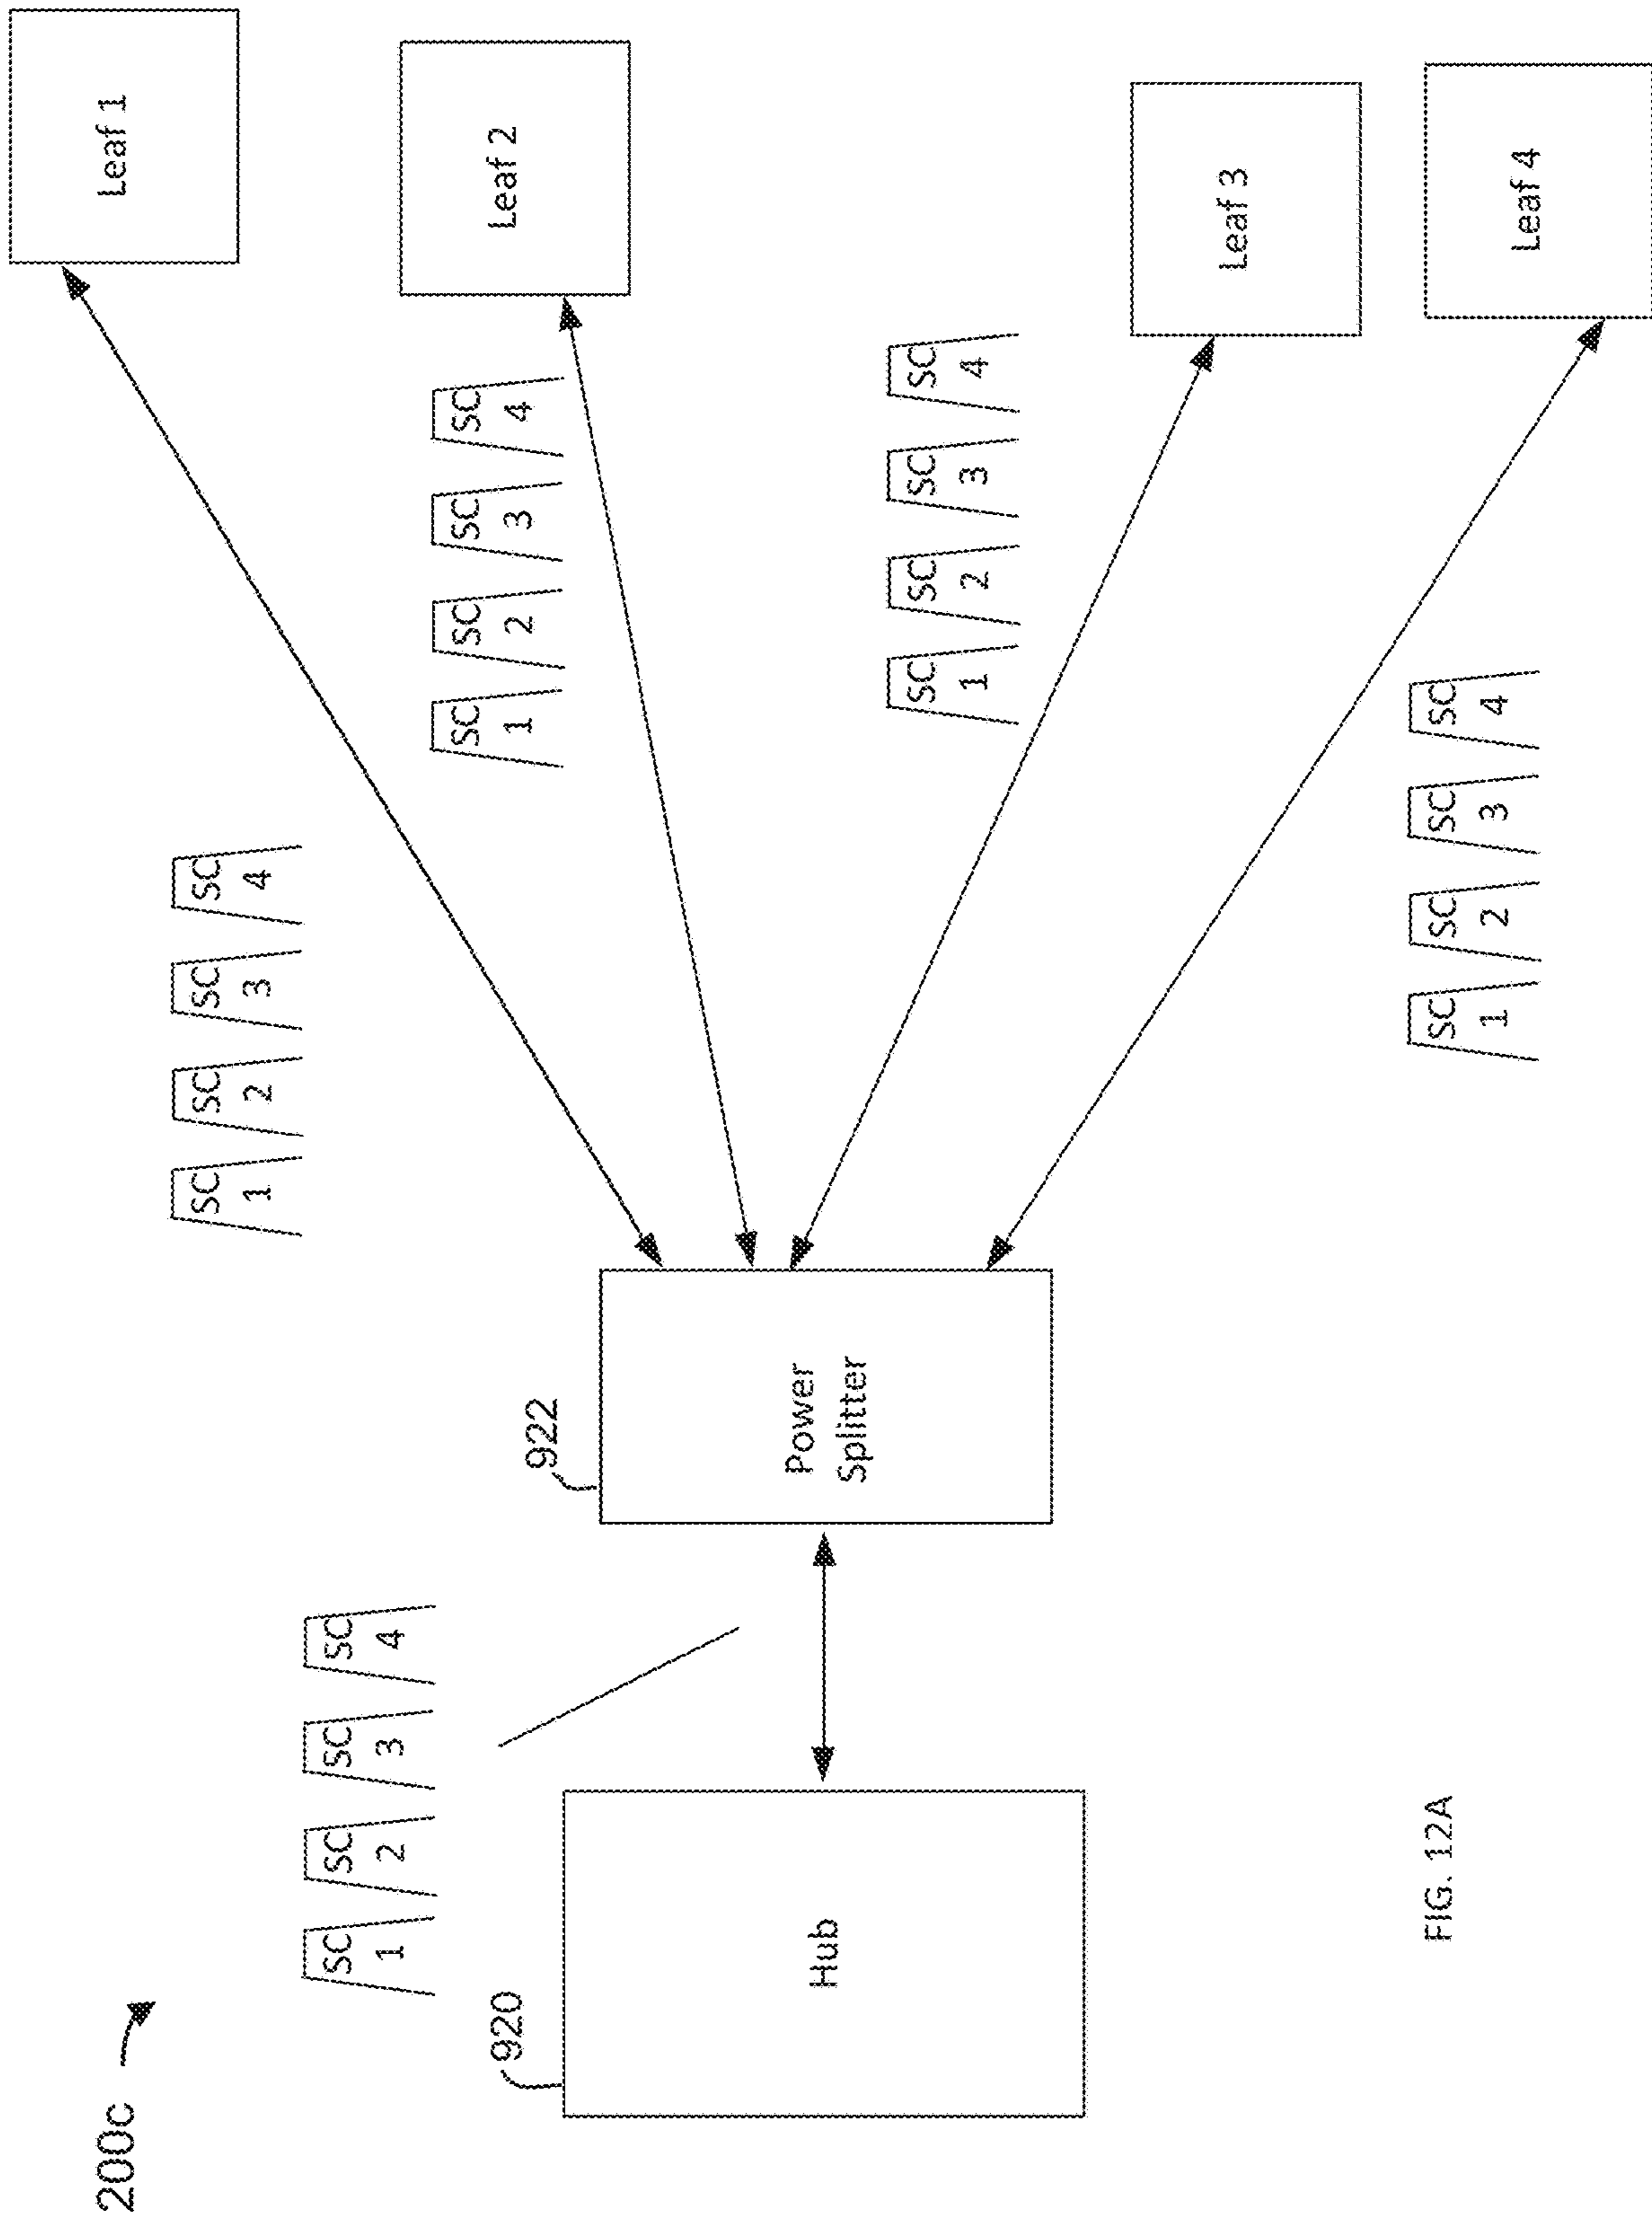 200c
SC SC SC SC
1 2 3 4
920
Hub
922
Power
Splitter
SC SC SC SC
1 2 3 4
Leaf 1
SC SC SC SC
1 2 3 4
Leaf 2
SC SC SC SC
1 2 3 4
Leaf 3
SC SC SC SC
1 2 3 4
Leaf 4
FIG. 12A